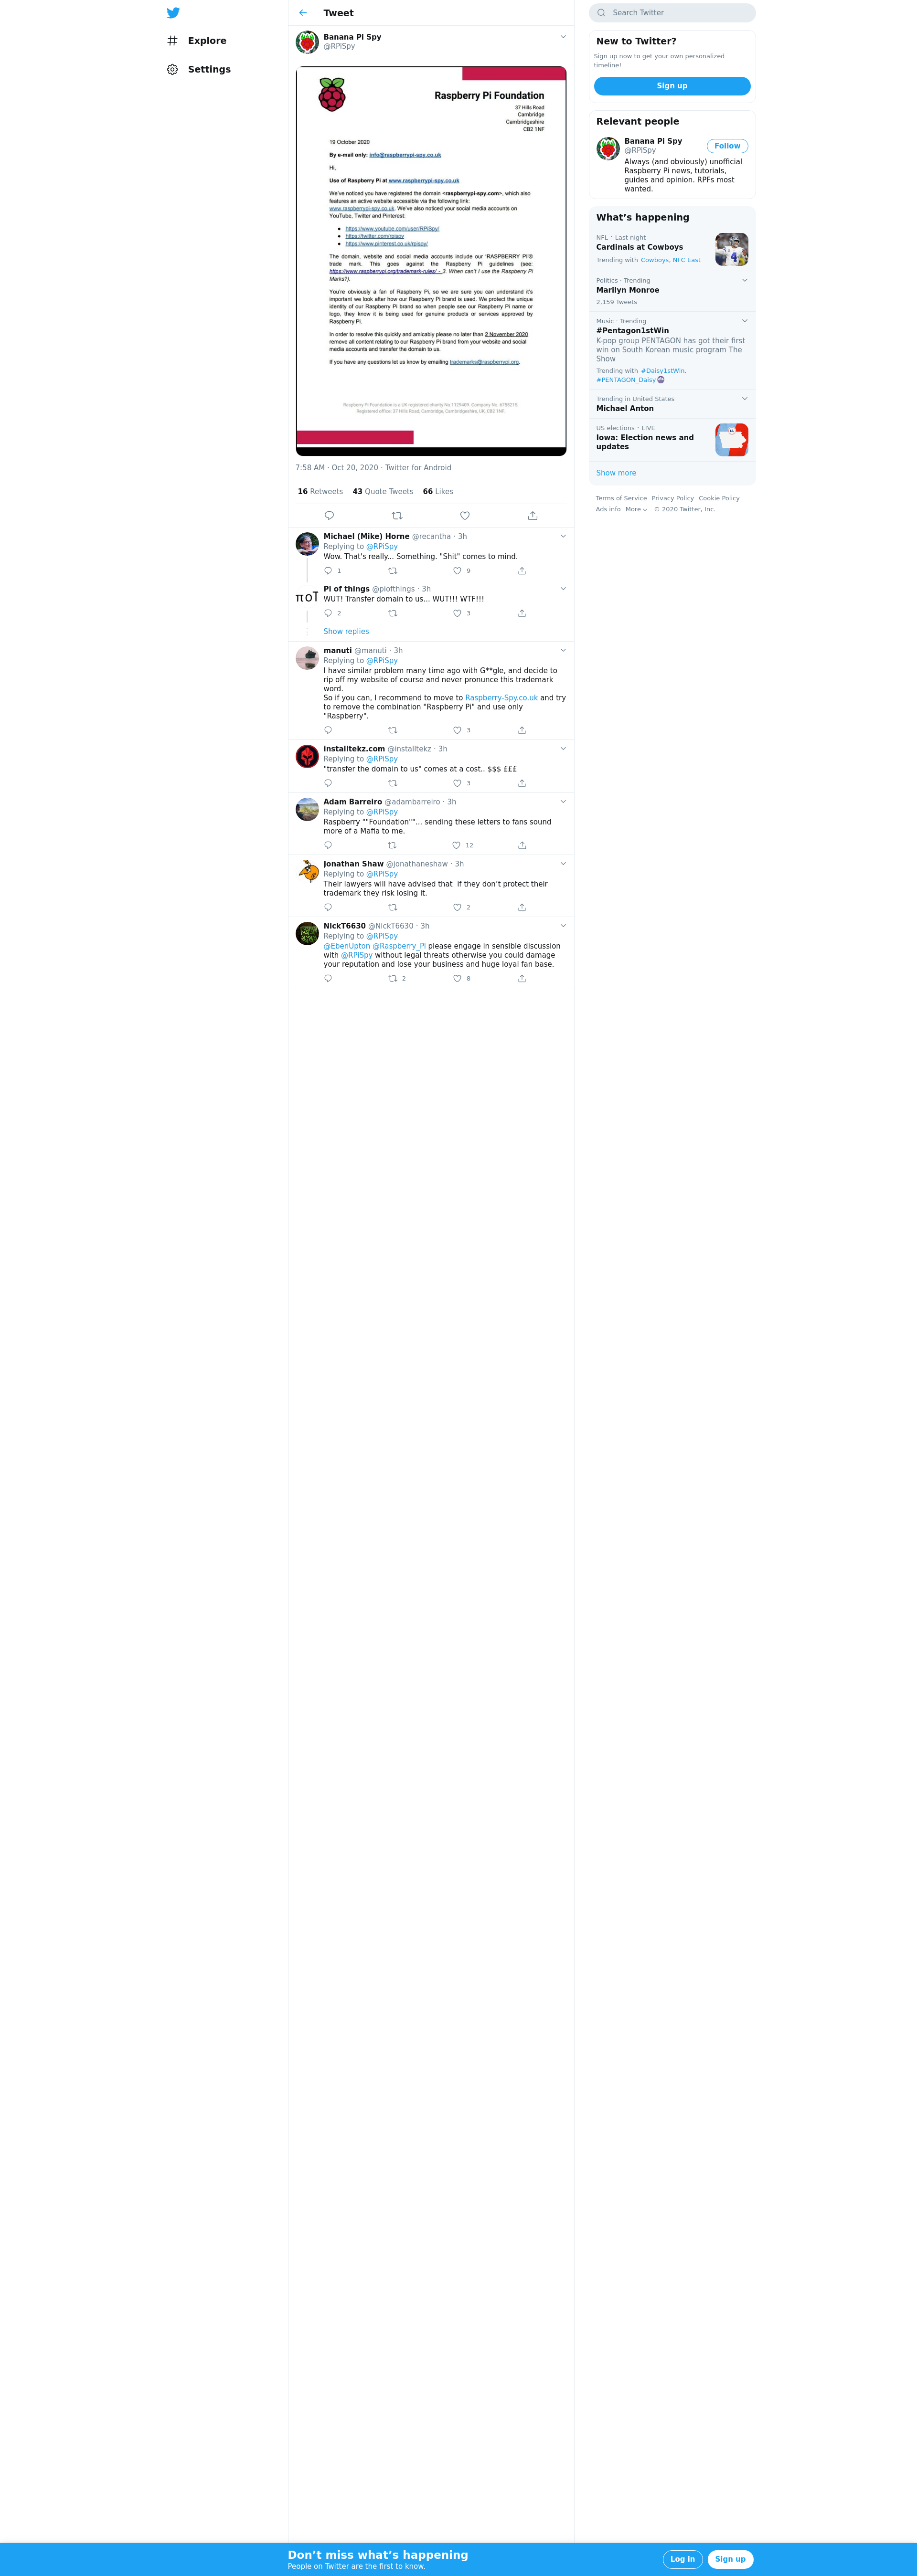 Explore
Settings
Tweet
Banana Pi Spy
@RPiSpy
Raspberry Pi Foundation
37 Hills Road
Cambridge
Cambridgeshire
CB2 1NF
19 October 2020
By e-mail only: info@raspberrypi-spy.co.uk
Hi,
Use of Raspberry Pi at www.raspberrypi-spy.co.uk
We've noticed you have registered the domain <raspberrypi-spy.com>, which also
features an active website accessible via the following link:
www.raspberrypi-spy.co.uk. We've also noticed your social media accounts on
YouTube, Twitter and Pinterest:
https://www.youtube.com/user/RPiSpy/
https://twitter.com/rpispy
https://www.pinterest.co.uk/rpispy/
The domain, website and social media accounts include our 'RASPBERRY PI'®
trade mark. This goes against the Raspberry Pi guidelines (see:
https://www.raspberrypi.org/trademark-rules/ - 3. When can't I use the Raspberry Pi
Marks?).
You're obviously a fan of Raspberry Pi, so we are sure you can understand it's
important we look after how our Raspberry Pi brand is used. We protect the unique
identity of our Raspberry Pi brand so when people see our Raspberry Pi name or
logo, they know it is being used for genuine products or services approved by
Raspberry Pi.
In order to resolve this quickly and amicably please no later than 2 November 2020
remove all content relating to our Raspberry Pi brand from your website and social
media accounts and transfer the domain to us.
If you have any questions let us know by emailing trademarks@raspberrypi.org.
Raspberry Pi Foundation is a UK registered charity No.1129409. Company No. 6758215.
Registered office: 37 Hills Road, Cambridge, Cambridgeshire, UK, CB2 1NF.
7:58 AM · Oct 20, 2020 · Twitter for Android
16 Retweets 43 Quote Tweets 66 Likes
Michael (Mike) Horne @recantha · 3h
Replying to @RPiSpy
Wow. That's really... Something. "Shit" comes to mind.
1 9
πoT
Pi of things @piofthings · 3h
WUT! Transfer domain to us... WUT!!! WTF!!!
2 3
Show replies
manuti @manuti · 3h
Replying to @RPiSpy
I have similar problem many time ago with G**gle, and decide to
rip off my website of course and never pronunce this trademark
word.
So if you can, I recommend to move to Raspberry-Spy.co.uk and try
to remove the combination "Raspberry Pi" and use only
"Raspberry".
3
installtekz.com @installtekz · 3h
Replying to @RPiSpy
"transfer the domain to us" comes at a cost.. $$$ £££
3
Adam Barreiro @adambarreiro · 3h
Replying to @RPiSpy
Raspberry ""Foundation""... sending these letters to fans sound
more of a Mafia to me.
12
Jonathan Shaw @jonathaneshaw · 3h
Replying to @RPiSpy
Their lawyers will have advised that  if they don't protect their
trademark they risk losing it.
2
NickT6630 @NickT6630 · 3h
Replying to @RPiSpy
@EbenUpton @Raspberry_Pi please engage in sensible discussion
with @RPiSpy without legal threats otherwise you could damage
your reputation and lose your business and huge loyal fan base.
2 8
Search Twitter
New to Twitter?
Sign up now to get your own personalized
timeline!
Sign up
Relevant people
Banana Pi Spy
@RPiSpy
Follow
Always (and obviously) unofficial
Raspberry Pi news, tutorials,
guides and opinion. RPFs most
wanted.
What's happening
NFL · Last night
Cardinals at Cowboys
Trending with Cowboys, NFC East
Politics · Trending
Marilyn Monroe
2,159 Tweets
Music · Trending
#Pentagon1stWin
K-pop group PENTAGON has got their first
win on South Korean music program The
Show
Trending with #Daisy1stWin,
#PENTAGON_Daisy
Trending in United States
Michael Anton
US elections · LIVE
Iowa: Election news and
updates
Show more
Terms of Service Privacy Policy Cookie Policy
Ads info More © 2020 Twitter, Inc.
Don't miss what's happening
People on Twitter are the first to know.
Log in
Sign up